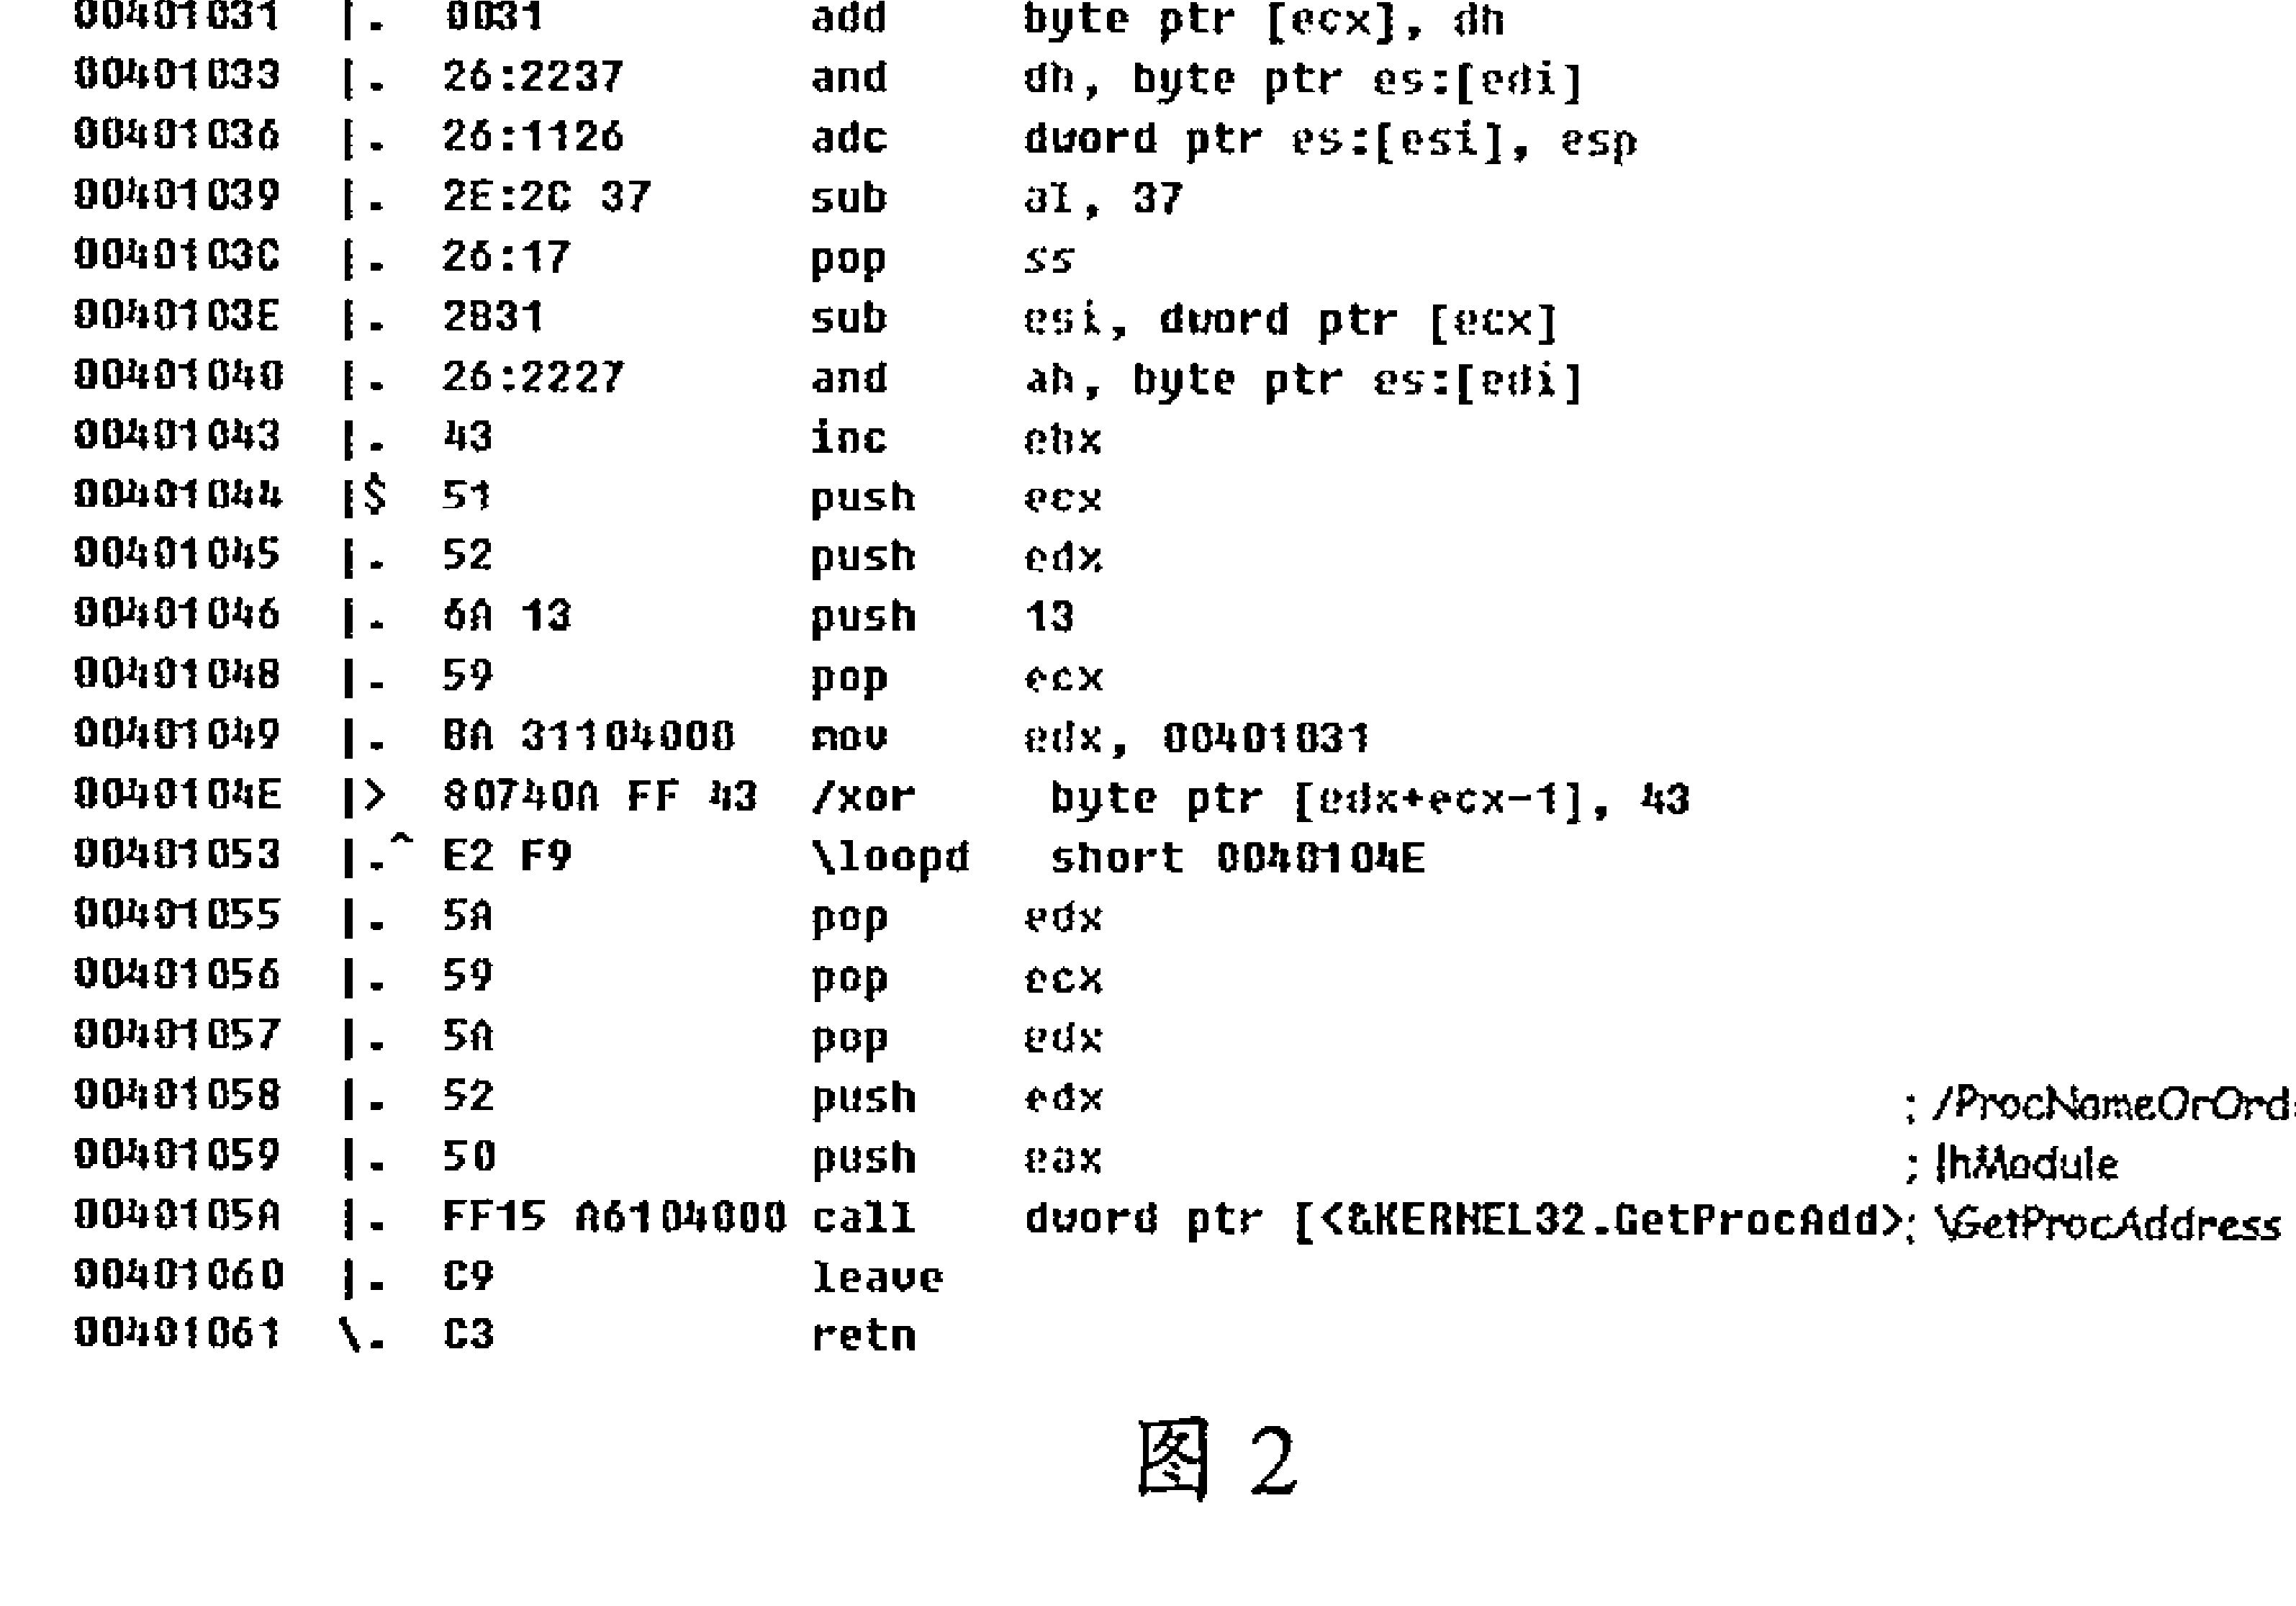 00401031 |. 0031 add byte ptr [ecx], dh
00401033 |. 26:2237 and dh, byte ptr es:[edi]
00401036 |. 26:1126 adc dword ptr es:[esi], esp
00401039 |. 2E:2C 37 sub al, 37
0040103C |. 26:17 pop ss
0040103E |. 2B31 sub esi, dword ptr [ecx]
00401040 |. 26:2227 and ah, byte ptr es:[edi]
00401043 |. 43 inc ebx
00401044 |$ 51 push ecx
00401045 |. 52 push edx
00401046 |. 6A 13 push 13
00401048 |. 59 pop ecx
00401049 |. BA 31104000 mov edx, 00401031
0040104E |> 80740A FF 43 /xor byte ptr [edx+ecx-1], 43
00401053 |.^ E2 F9 \loopd short 0040104E
00401055 |. 5A pop edx
00401056 |. 59 pop ecx
00401057 |. 5A pop edx
00401058 |. 52 push edx ; /ProcNameOrOrd
00401059 |. 50 push eax ; |hModule
0040105A |. FF15 A6104000 call dword ptr [<&KERNEL32.GetProcAdd>; \GetProcAddress
00401060 |. C9 leave
00401061 \. C3 retn
图 2